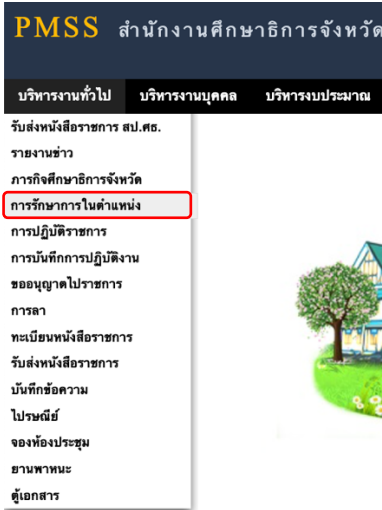 PMSS สำนักงานศึกษาธิการจังหวัด
บริหารงานทั่วไป บริหารงานบุคคล บริหารงบประมาณ
รับส่งหนังสือราชการ สป.ศธ.
รายงานข่าว
ภารกิจศึกษาธิการจังหวัด
การรักษาการในตำแหน่ง
การปฏิบัติราชการ
การบันทึกการปฏิบัติงาน
ขออนุญาตไปราชการ
การลา
ทะเบียนหนังสือราชการ
รับส่งหนังสือราชการ
บันทึกข้อความ
ไปรษณีย์
จองห้องประชุม
ยานพาหนะ
ตู้เอกสาร